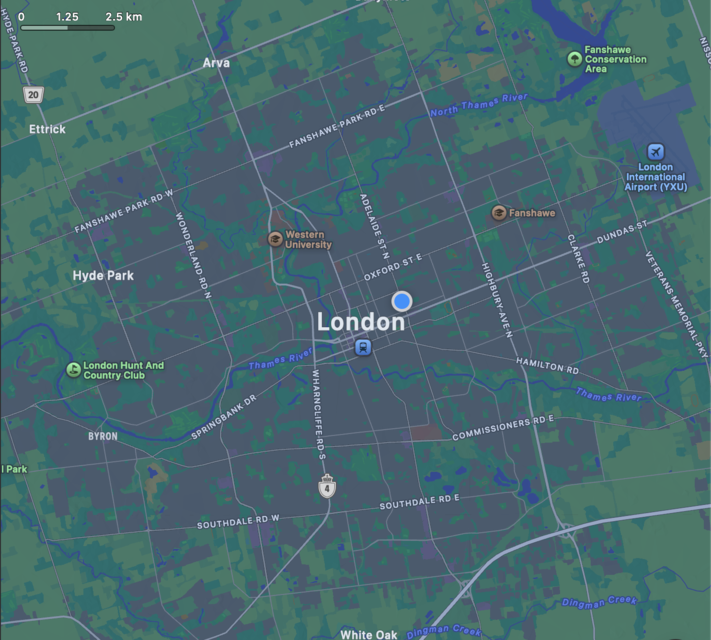 0 1.25 2.5 km
HYDE PARK RD
Arva
Fanshawe
Conservation
Area
20
Ettrick
North Thames River
FANSHAWE PARK RD E
London
International
Airport (YXU)
FANSHAWE PARK RD W
WONDERLAND RD N
ADELAIDE ST N
Fanshawe
Western
University
DUNDAS ST
CLARKE RD
OXFORD ST E
Hyde Park
HIGHBURY AVE N
VETERANS MEMORIAL PKY
London
Thames River
London Hunt And
Country Club
HAMILTON RD
Thames River
WHARNCLIFFE RD S
SPRINGBANK DR
COMMISSIONERS RD E
BYRON
l Park
4
SOUTHDALE RD E
SOUTHDALE RD W
Dingman Creek
White Oak
Dingman Creek